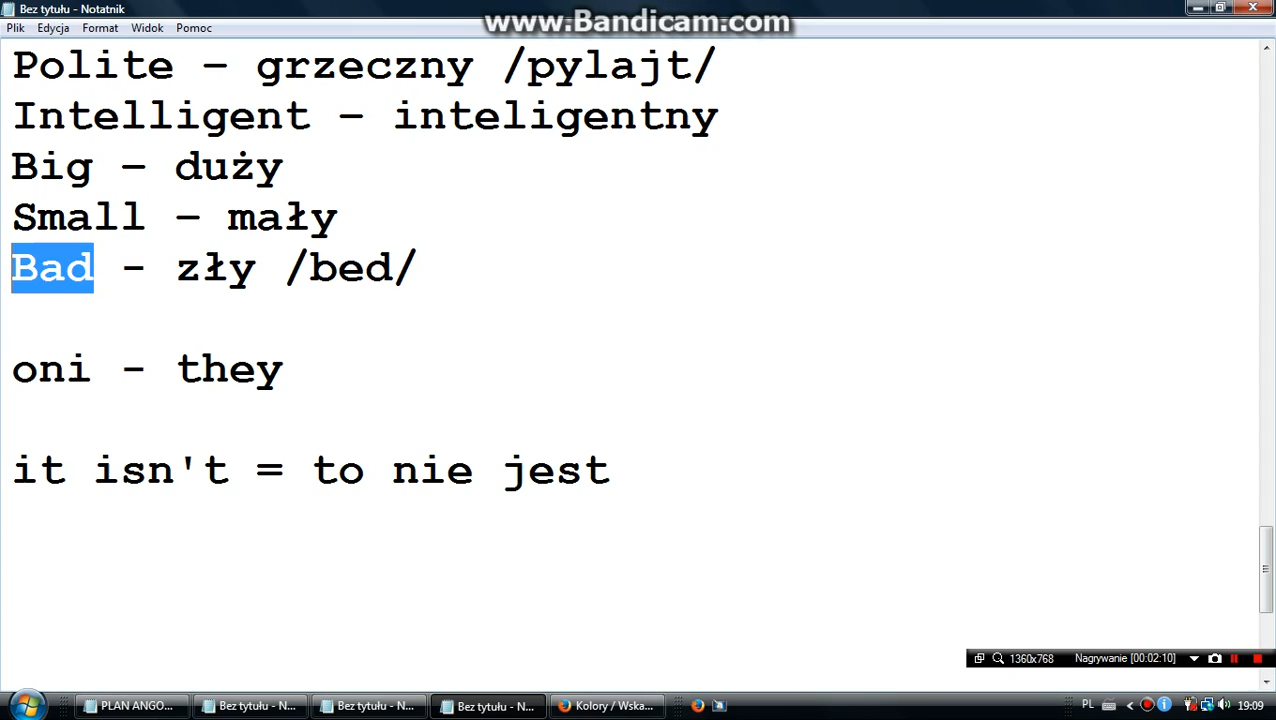 Bez tytułu - Notatnik
www.Bandicam.com
Plik Edycja Format Widok Pomoc
Polite – grzeczny /pylajt/
Intelligent – inteligentny
Big – duży
Small – mały
Bad - zły /bed/
oni - they
it isn't = to nie jest
1360x768 Nagrywanie [00:02:10]
PLAN ANGO... Bez tytułu - N... Bez tytułu - N... Bez tytułu - N... Kolory / Wska... PL 19:09